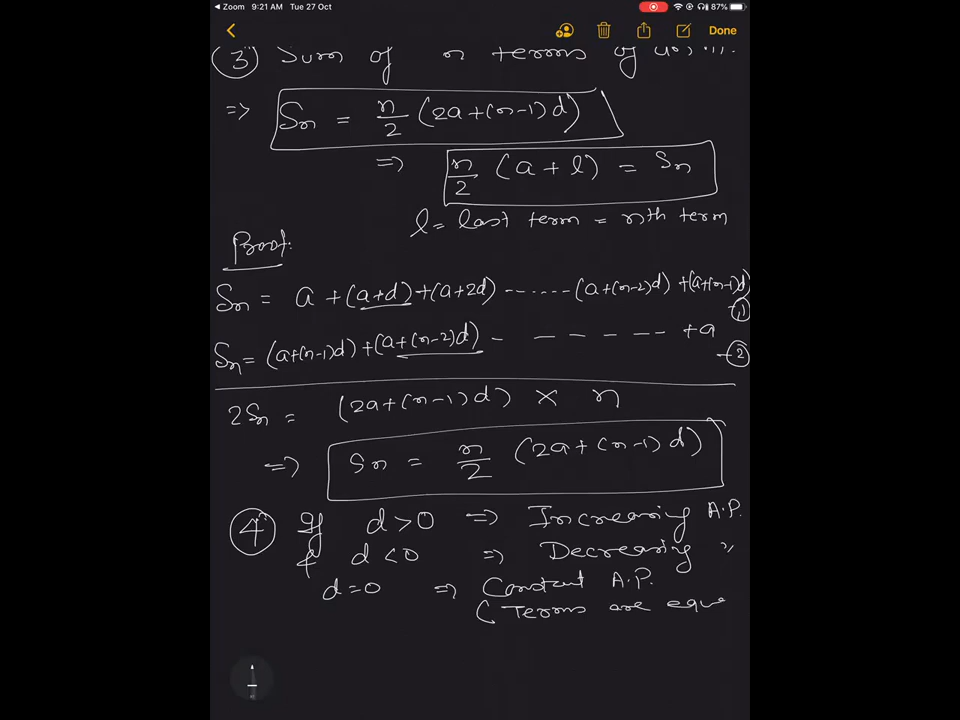 Zoom 9:21 AM Tue 27 Oct 87%
Done
(3) Sum of n terms of
=> Sn = n/2 (2a+(n-1)d)
=> n/2 (a + l) = Sn
l = last term = nth term
Proof:
Sn = a + (a+d) + (a+2d) ....... (a+(n-2)d) + (a+(n-1)d) -(1)
Sn = (a+(n-1)d) + (a+(n-2)d) - - - - - - - + a -(2)
2Sn = (2a+(n-1)d) × n
=> Sn = n/2 (2a+(n-1)d)
(4) If d>0 => Increasing A.P.
& d<0 => Decreasing "
d=0 => Constant A.P.
( Terms are equ